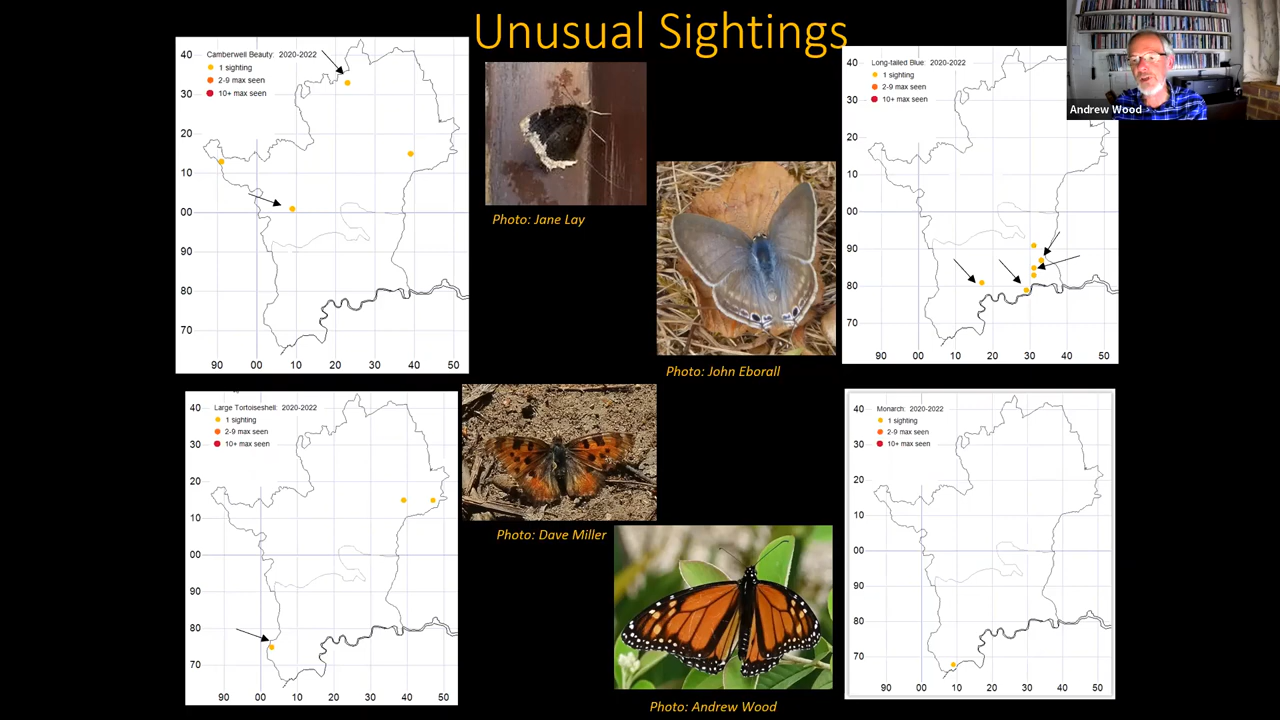 Unusual Sightings
Andrew Wood
Camberwell Beauty: 2020-2022
1 sighting
2-9 max seen
10+ max seen
40
30
20
10
00
90
80
70
90
00
10
20
30
40
50
Photo: Jane Lay
Photo: John Eborall
Long-tailed Blue: 2020-2022
1 sighting
2-9 max seen
10+ max seen
40
30
20
10
00
90
80
70
90
00
10
20
30
40
50
Large Tortoiseshell: 2020-2022
1 sighting
2-9 max seen
10+ max seen
40
30
20
10
00
90
80
70
90
00
10
20
30
40
50
Photo: Dave Miller
Photo: Andrew Wood
Monarch: 2020-2022
1 sighting
2-9 max seen
10+ max seen
40
30
20
10
00
90
80
70
90
00
10
20
30
40
50